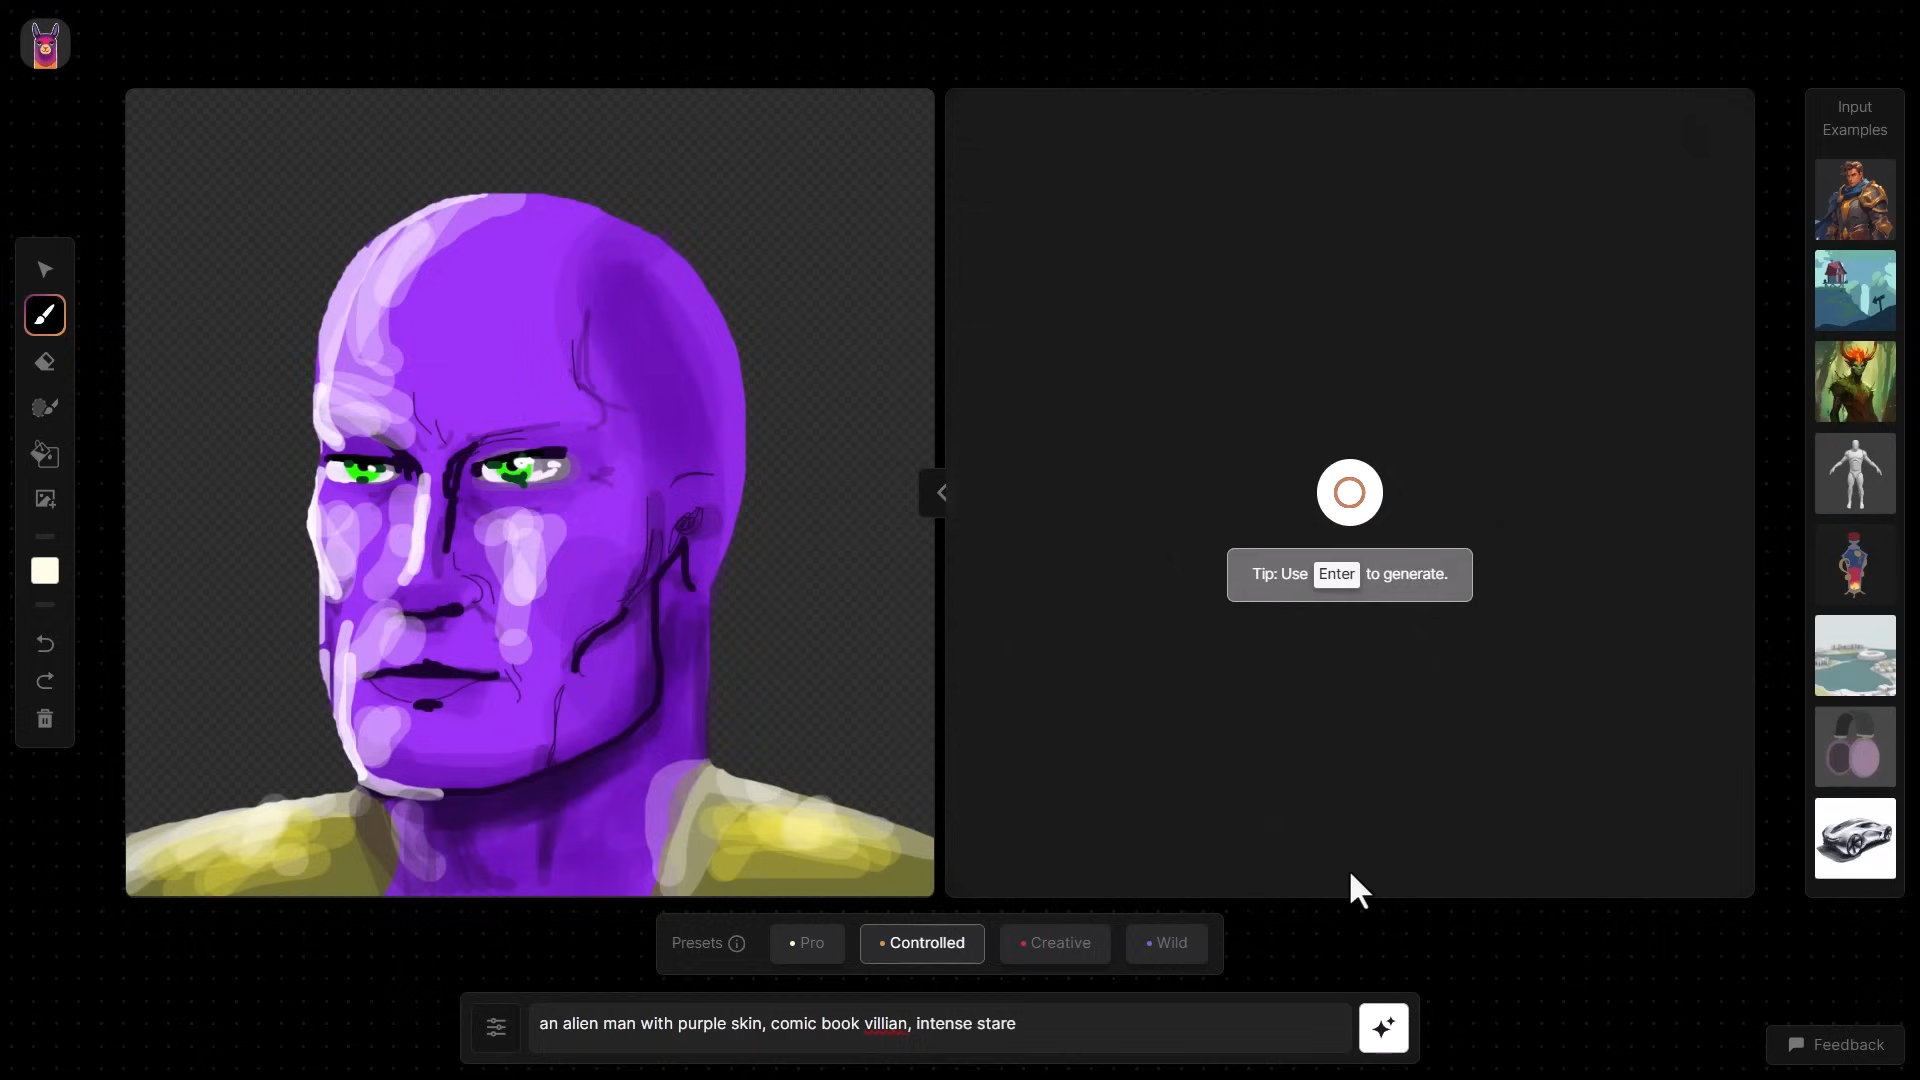 Input
Examples
Tip: Use Enter to generate.
Presets
Pro
Controlled
Creative
Wild
an alien man with purple skin, comic book villian, intense stare
Feedback